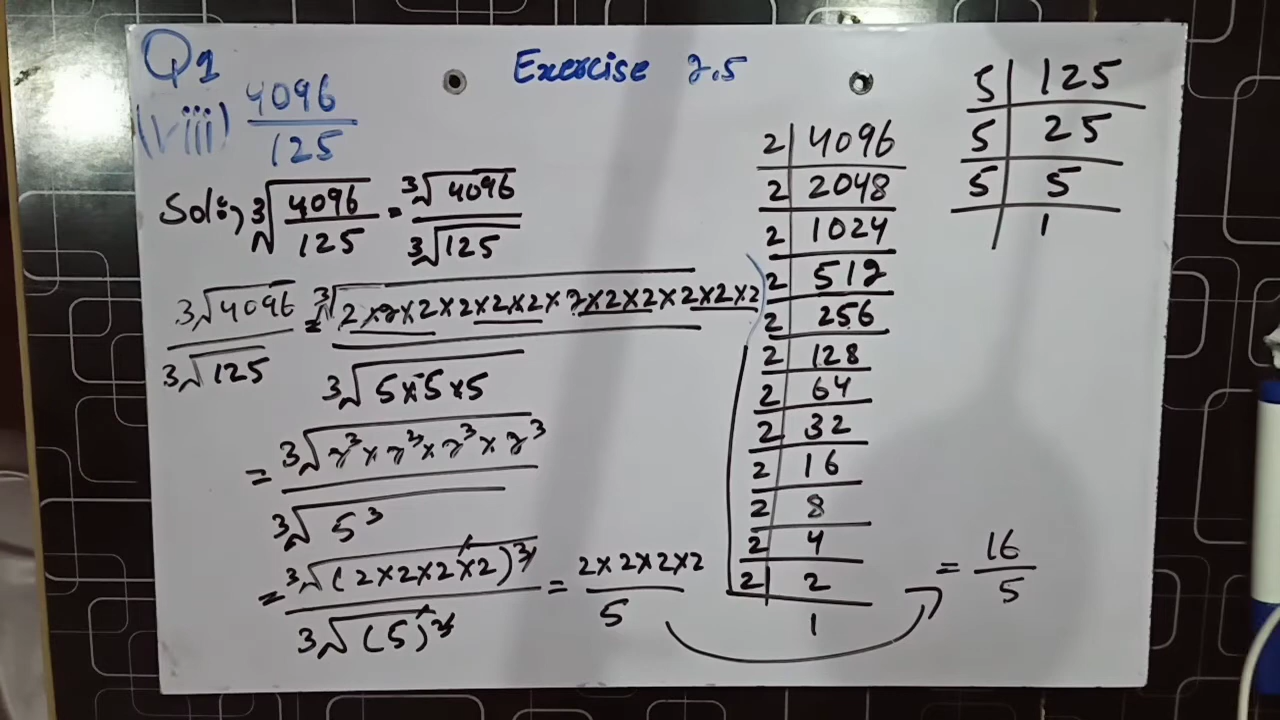 Q1 Exercise 2.5
(viii) 4096/125
Sol:, ∛(4096/125) = ∛4096/∛125
∛4096/∛125 = ∛(2×2×2×2×2×2×2×2×2×2×2×2)/∛(5×5×5)
= ∛(2³×2³×2³×2³)/∛(5³)
= ∛((2×2×2×2)³)/∛((5)³) = 2×2×2×2/5 = 16/5
2 | 4096
2 | 2048
2 | 1024
2 | 512
2 | 256
2 | 128
2 | 64
2 | 32
2 | 16
2 | 8
2 | 4
2 | 2
1
5 | 125
5 | 25
5 | 5
| 1